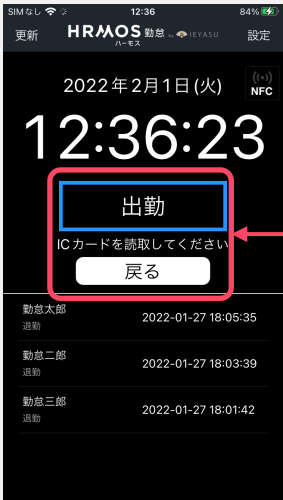 SIMなし 12:36 84%
更新 HRMOS 勤怠 by IEYASU 設定
ハーモス
2022年2月1日(火) NFC
12:36:23
出勤
ICカードを読取してください
戻る
勤怠太郎
退勤 2022-01-27 18:05:35
勤怠二郎
退勤 2022-01-27 18:03:39
勤怠三郎
退勤 2022-01-27 18:01:42